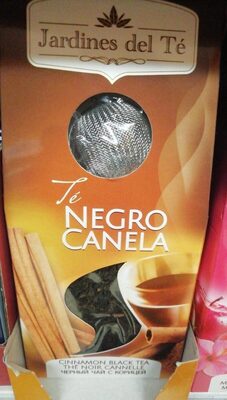 Jardines del Té
Té
NEGRO
CANELA
CINNAMON BLACK TEA
THÉ NOIR CANNELLE
ЧЕРНЫЙ ЧАЙ С КОРИЦЕЙ